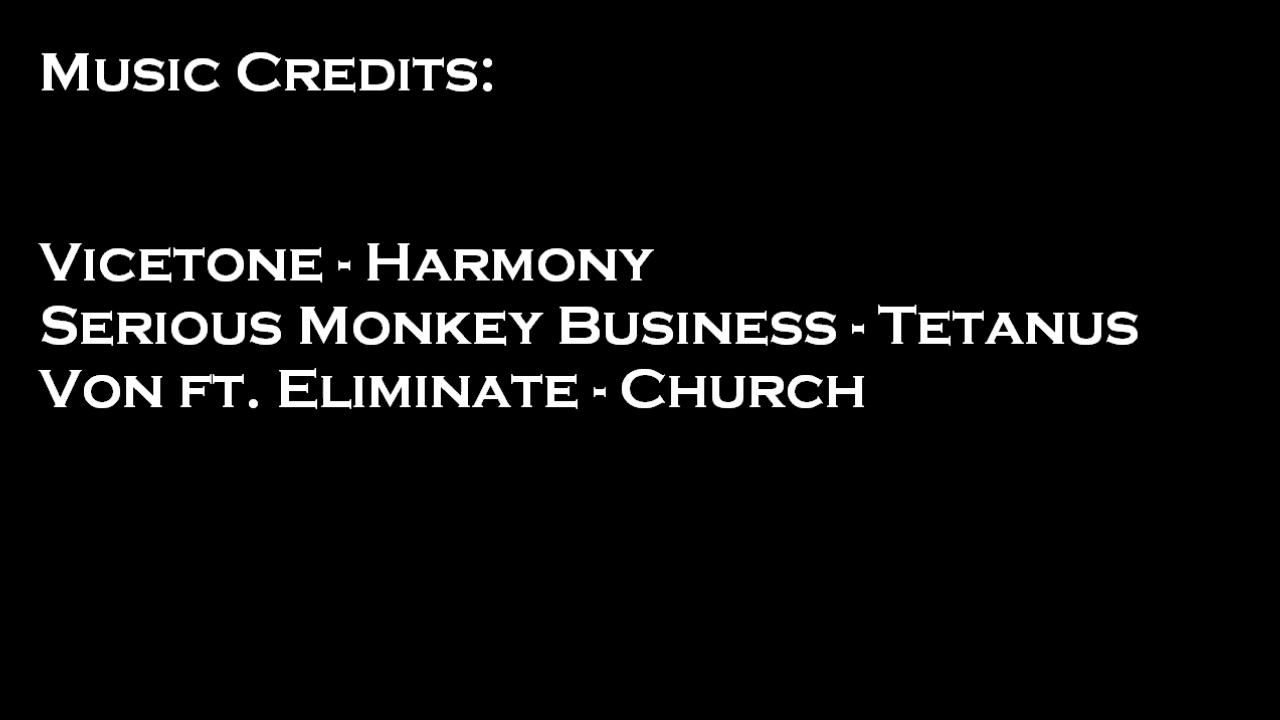 Music Credits:
Vicetone - Harmony
Serious Monkey Business - Tetanus
Von ft. Eliminate - Church